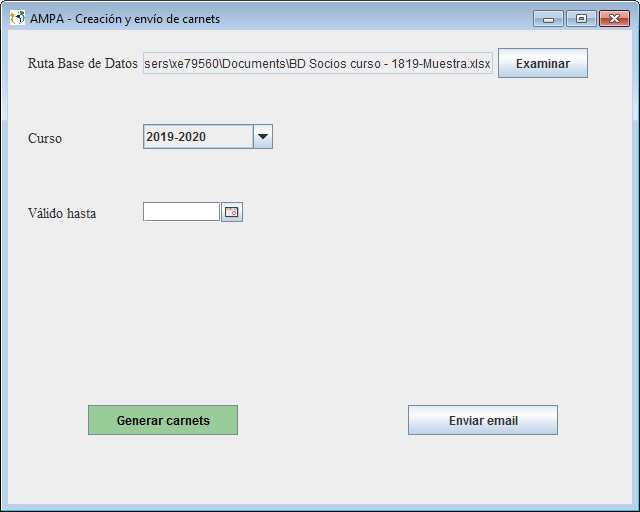 AMPA - Creación y envío de carnets
Ruta Base de Datos sers\xe79560\Documents\BD Socios curso - 1819-Muestra.xlsx Examinar
Curso 2019-2020
Válido hasta
Generar carnets Enviar email